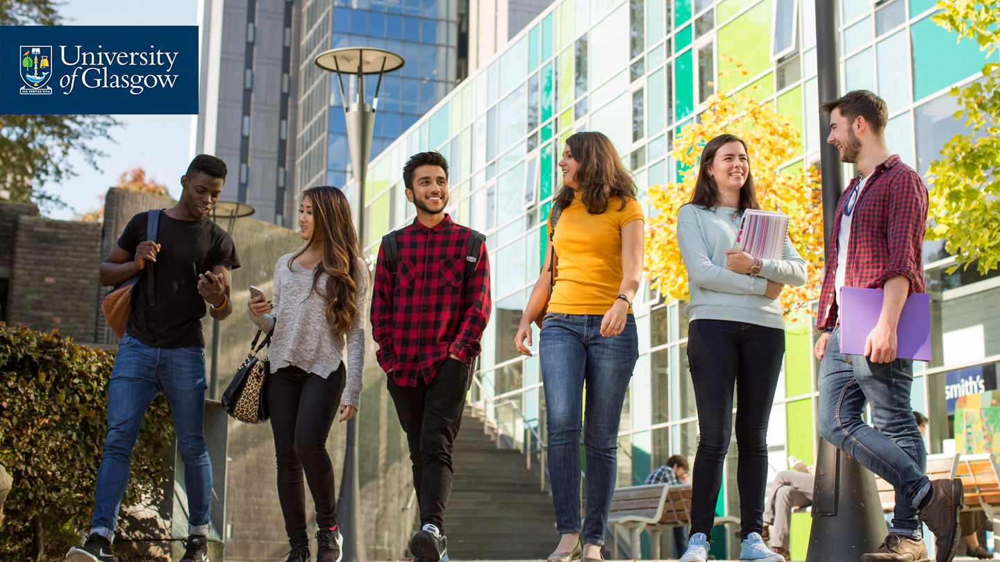 University
of Glasgow
VIA VERITAS VITA
smith's